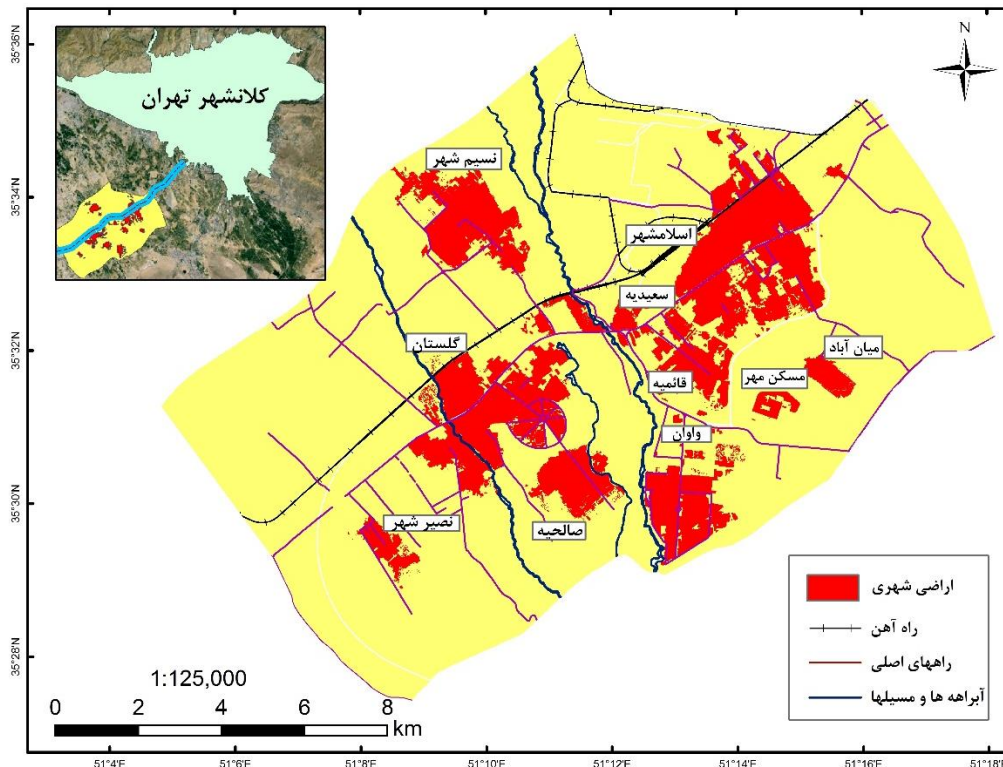 کلانشهر تهران
N
نسیم شهر
اسلامشهر
سعیدیه
گلستان
میان آباد
مسکن مهر
قائمیه
واوان
صالحیه
نصیر شهر
اراضی شهری
راه آهن
راههای اصلی
آبراهه ها و مسیلها
1:125,000
0 2 4 6 8
km
35°36'N
35°34'N
35°32'N
35°30'N
35°28'N
51°4'E 51°6'E 51°10'E 51°12'E 51°14'E 51°16'E 51°18'E